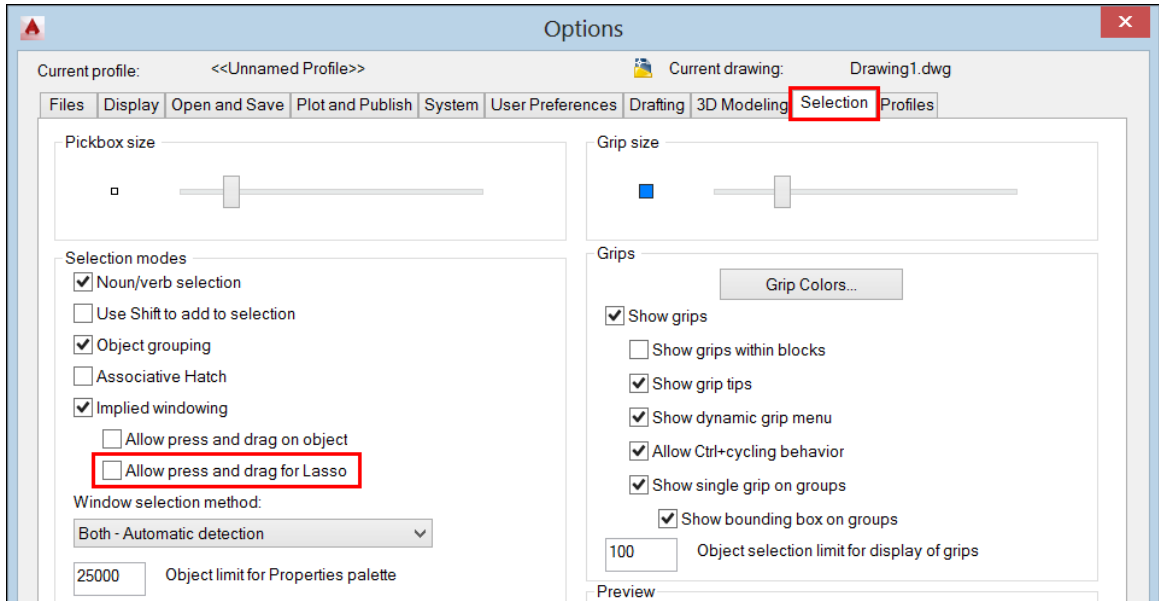 Options
Current profile: <<Unnamed Profile>> Current drawing: Drawing1.dwg
Files Display Open and Save Plot and Publish System User Preferences Drafting 3D Modeling Selection Profiles
Pickbox size
Grip size
Selection modes
Noun/verb selection
Use Shift to add to selection
Object grouping
Associative Hatch
Implied windowing
Allow press and drag on object
Allow press and drag for Lasso
Window selection method:
Both - Automatic detection
25000 Object limit for Properties palette
Grips
Grip Colors...
Show grips
Show grips within blocks
Show grip tips
Show dynamic grip menu
Allow Ctrl+cycling behavior
Show single grip on groups
Show bounding box on groups
100 Object selection limit for display of grips
Preview